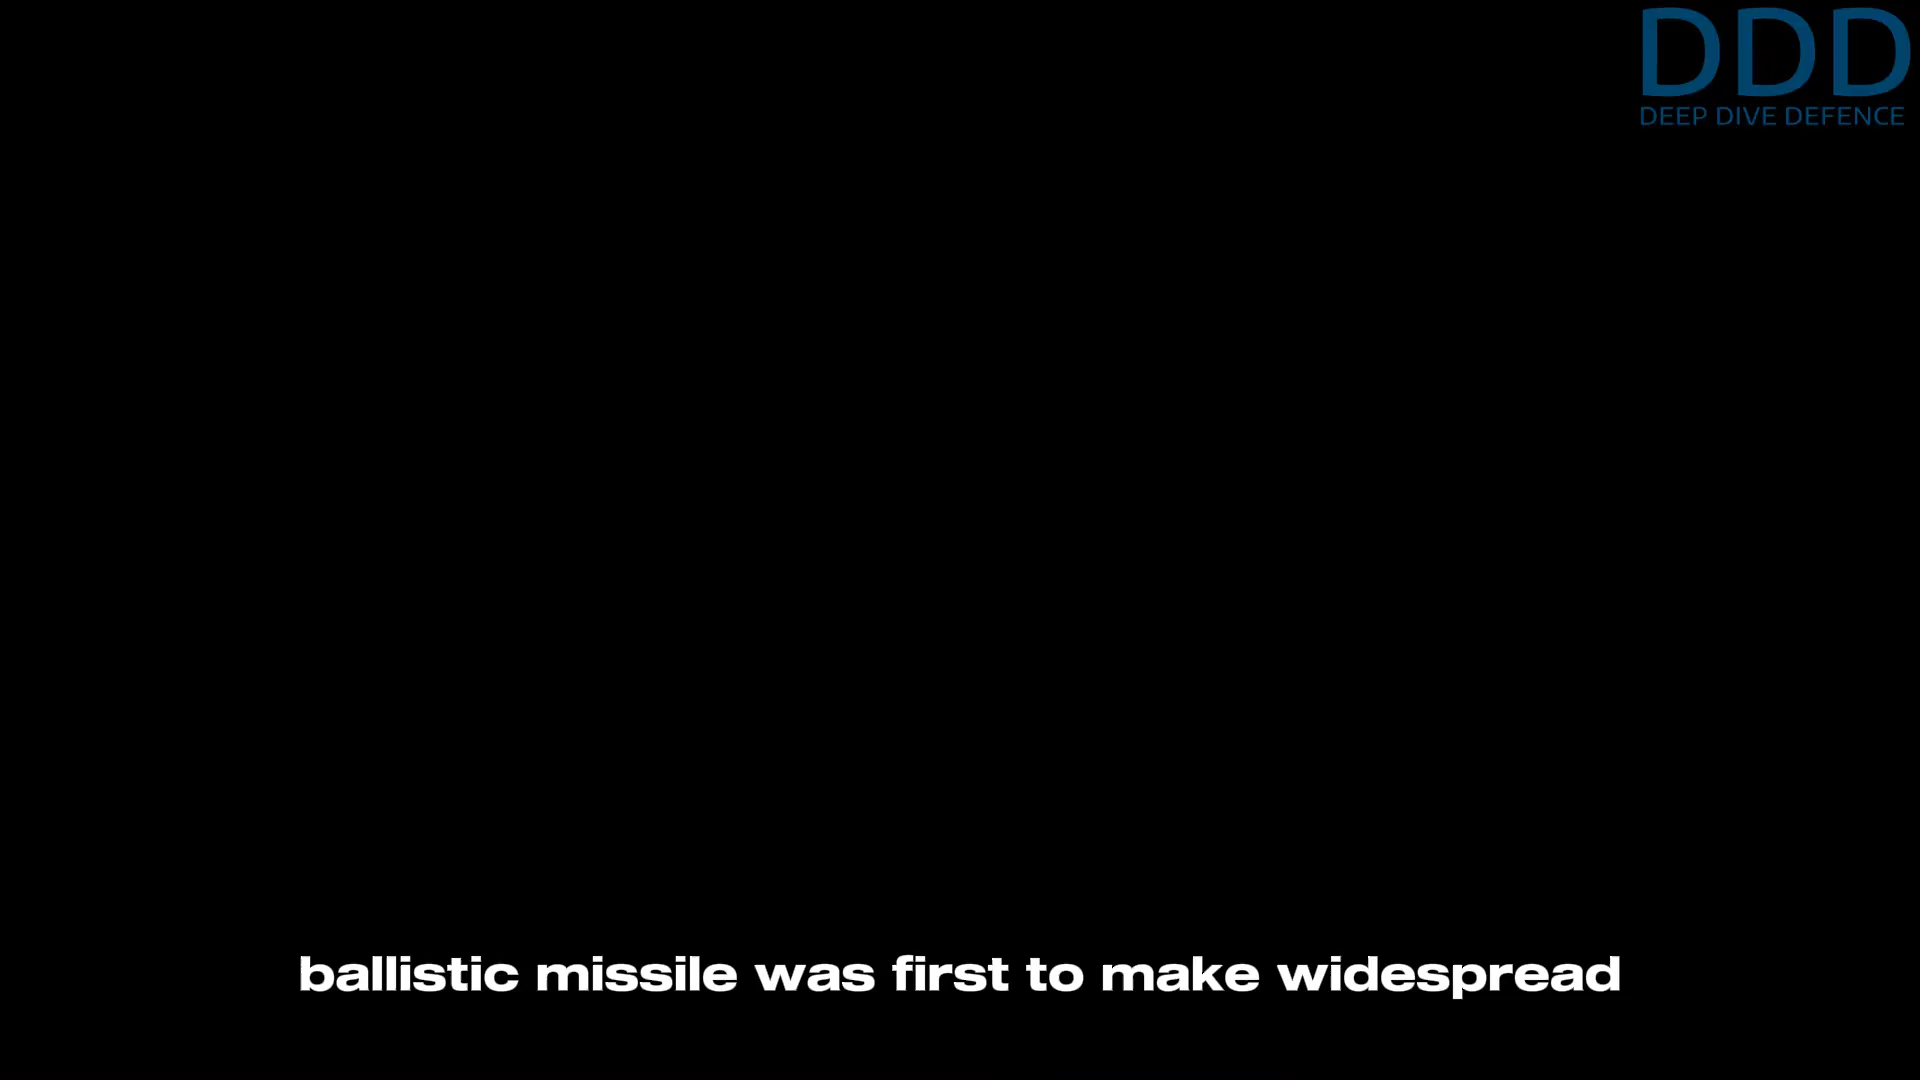 DDD
DEEP DIVE DEFENCE
ballistic missile was first to make widespread